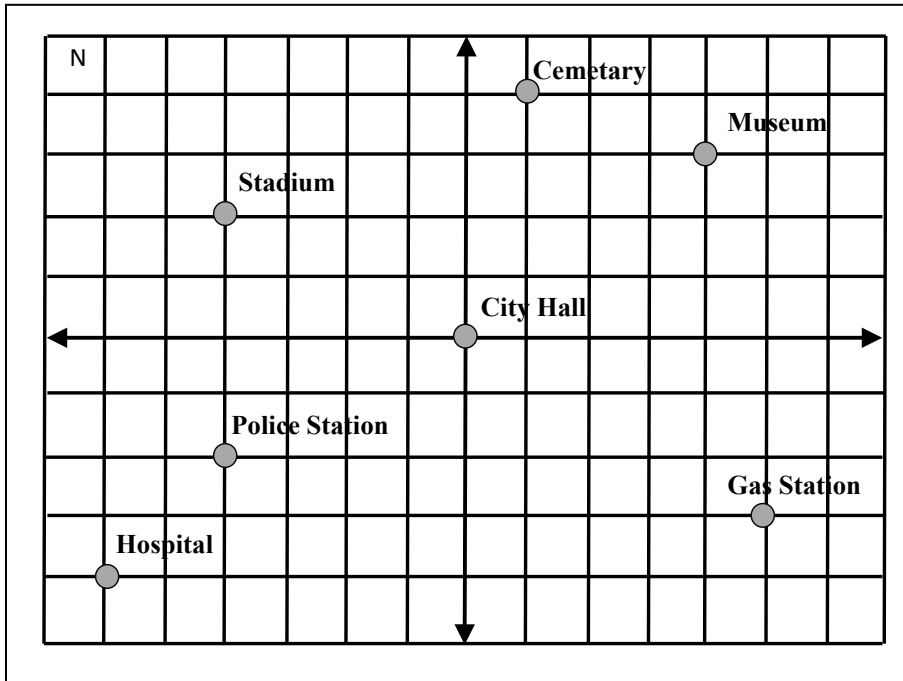 N
Cemetary
Museum
Stadium
City Hall
Police Station
Gas Station
Hospital